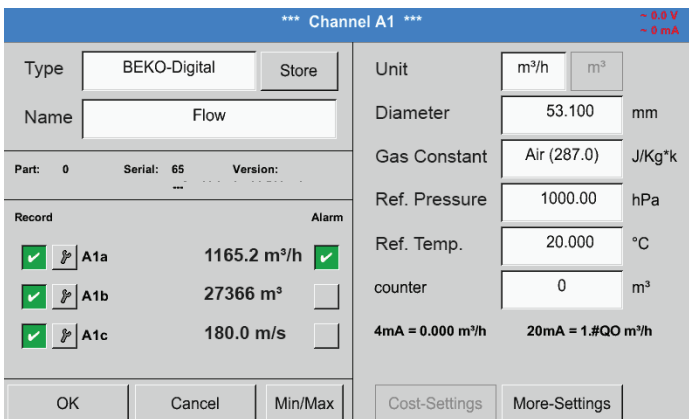 *** Channel A1 ***
~ 0.0 V
~ 0 mA
Type
BEKO-Digital
Store
Name
Flow
Part: 0 Serial: 65 Version:
---
Record
Alarm
A1a 1165.2 m³/h
A1b 27366 m³
A1c 180.0 m/s
OK
Cancel
Min/Max
Unit
m³/h
m³
Diameter 53.100 mm
Gas Constant Air (287.0) J/Kg*k
Ref. Pressure 1000.00 hPa
Ref. Temp. 20.000 °C
counter 0 m³
4mA = 0.000 m³/h 20mA = 1.#QO m³/h
Cost-Settings
More-Settings